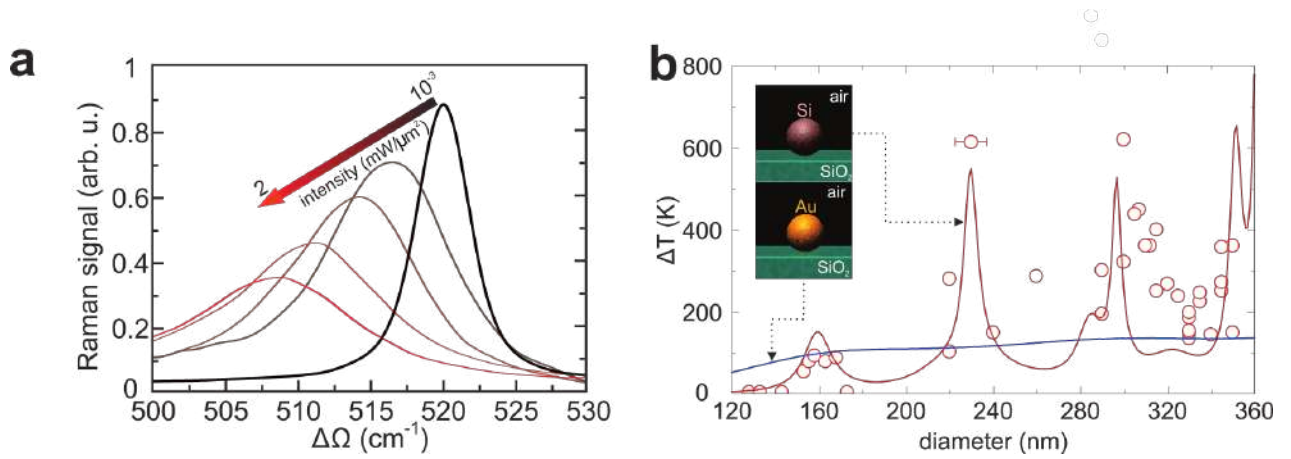 a
Raman signal (arb. u.)
1
0.8
0.6
0.4
0.2
0
10⁻³
intensity (mW/μm²)
2
500 505 510 515 520 525 530
ΔΩ (cm⁻¹)
b
ΔT (K)
800
600
400
200
0
air
Si
SiO₂
air
Au
SiO₂
120 160 200 240 280 320 360
diameter (nm)